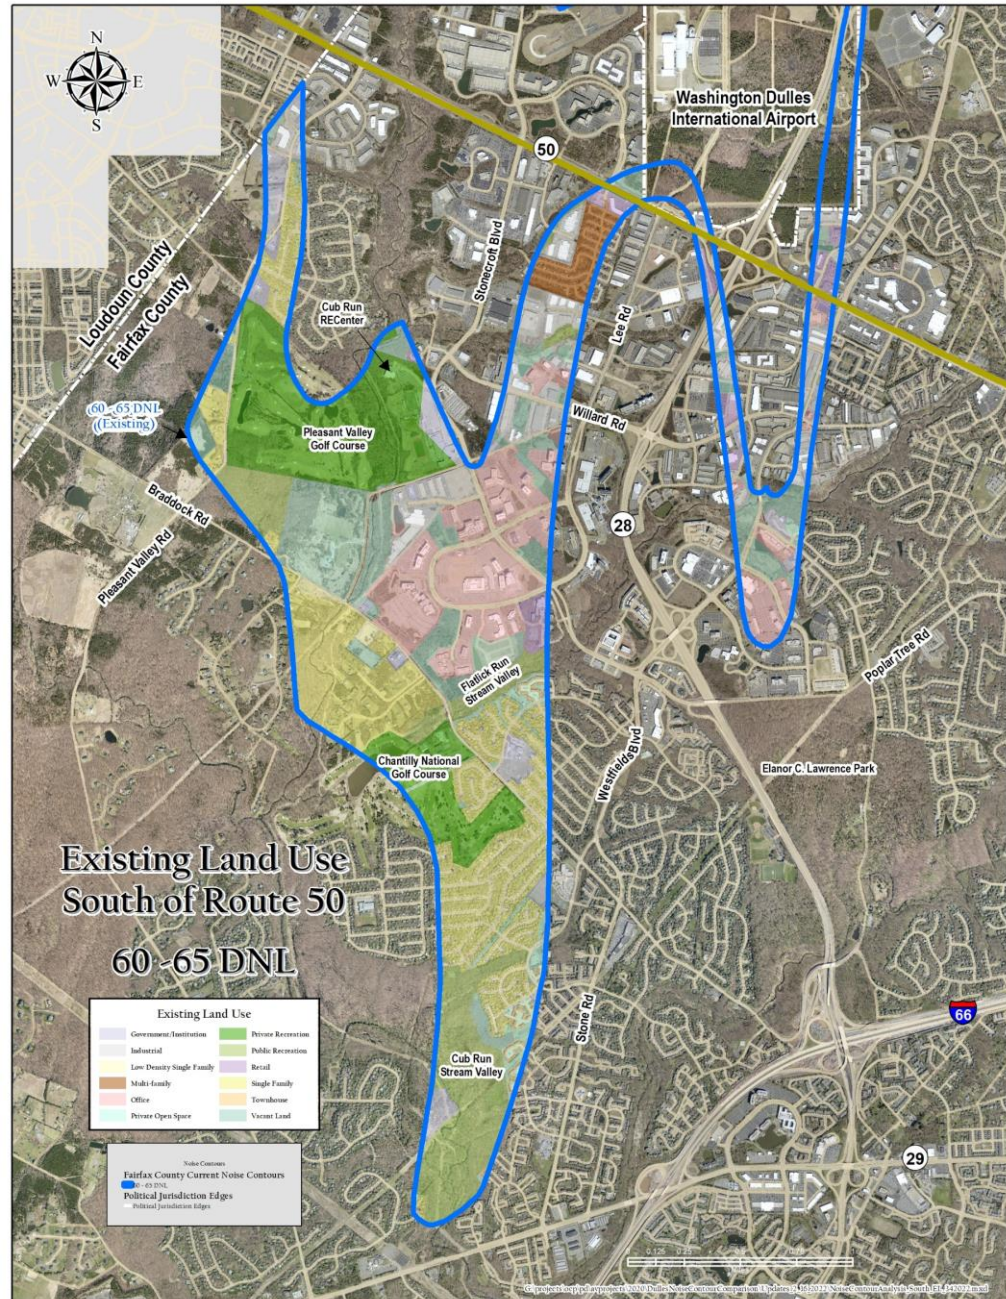 N
W E
S
Washington Dulles
International Airport
50
Loudoun County
Fairfax County
Stonecroft Blvd
Cub Run
RECenter
Lee Rd
60 - 65 DNL
(Existing)
Pleasant Valley
Golf Course
Willard Rd
Braddock Rd
Pleasant Valley Rd
28
Flatlick Run
Stream Valley
Poplar Tree Rd
Chantilly National
Golf Course
Westfields Blvd
Elanor C. Lawrence Park
Existing Land Use
South of Route 50
60 -65 DNL
Existing Land Use
Government/Institution
Industrial
Low Density Single Family
Multi-family
Office
Private Open Space
Private Recreation
Public Recreation
Retail
Single Family
Townhouse
Vacant Land
66
Stone Rd
Cub Run
Stream Valley
Noise Contours
Fairfax County Current Noise Contours
60 - 65 DNL
Political Jurisdiction Edges
Political Jurisdiction Edges
29
0.125 0.25